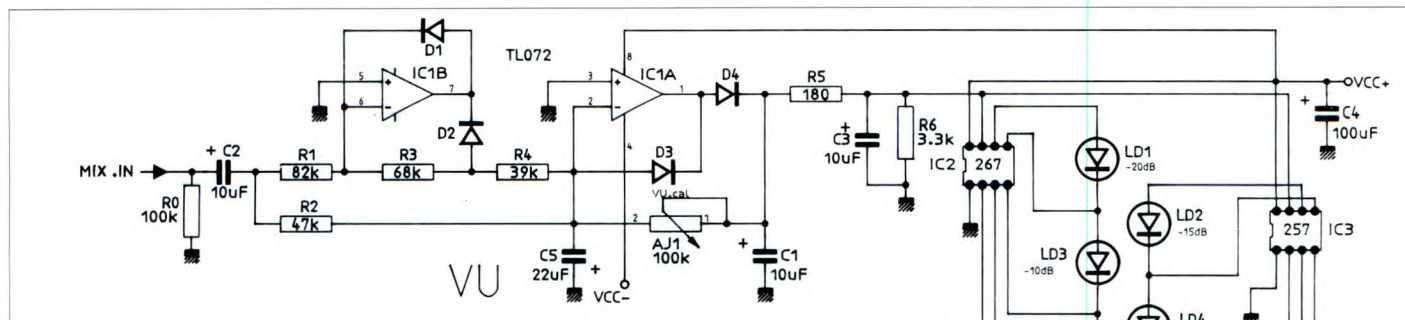 D1
TL072
5
+
IC1B
7
6
-
3
+
8
IC1A
1
2
-
D4
R5
180
VCC+
+
C4
100uF
D2
4
+
C3
10uF
R6
3.3k
IC2
267
LD1
-20dB
MIX .IN
+
C2
10uF
R1
82k
R3
68k
R4
39k
D3
VU.cal
R0
100k
R2
47k
2
1
AJ1
100k
LD2
-15dB
257
IC3
VU
C5
22uF
+
VCC-
+
C1
10uF
LD3
-10dB
LD4